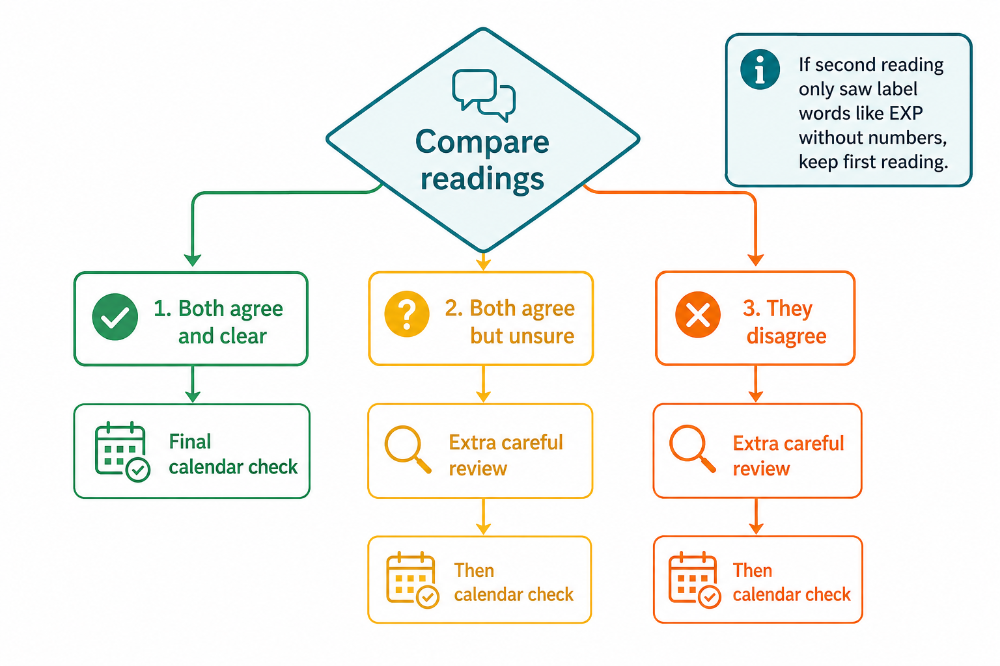 Compare
readings
If second reading
only saw label
words like EXP
without numbers,
keep first reading.
1. Both agree
and clear
2. Both agree
but unsure
3. They
disagree
Final
calendar check
Extra careful
review
Extra careful
review
Then
calendar check
Then
calendar check